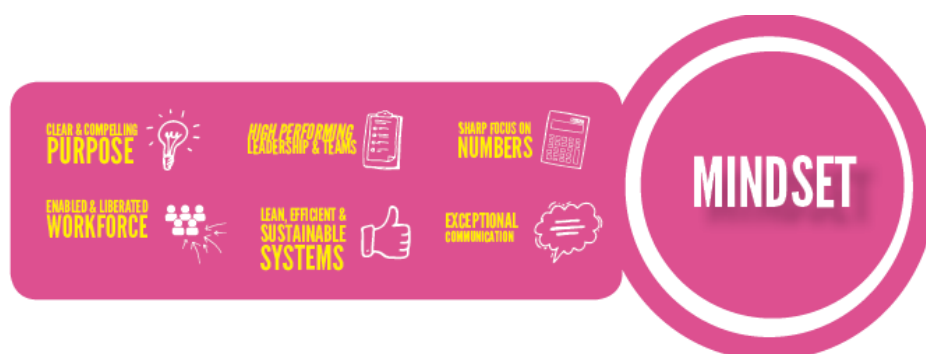 CLEAR & COMPELLING
PURPOSE
HIGH PERFORMING
LEADERSHIP & TEAMS
SHARP FOCUS ON
NUMBERS
ENABLED & LIBERATED
WORKFORCE
LEAN, EFFICIENT &
SUSTAINABLE
SYSTEMS
EXCEPTIONAL
COMMUNICATION
MINDSET